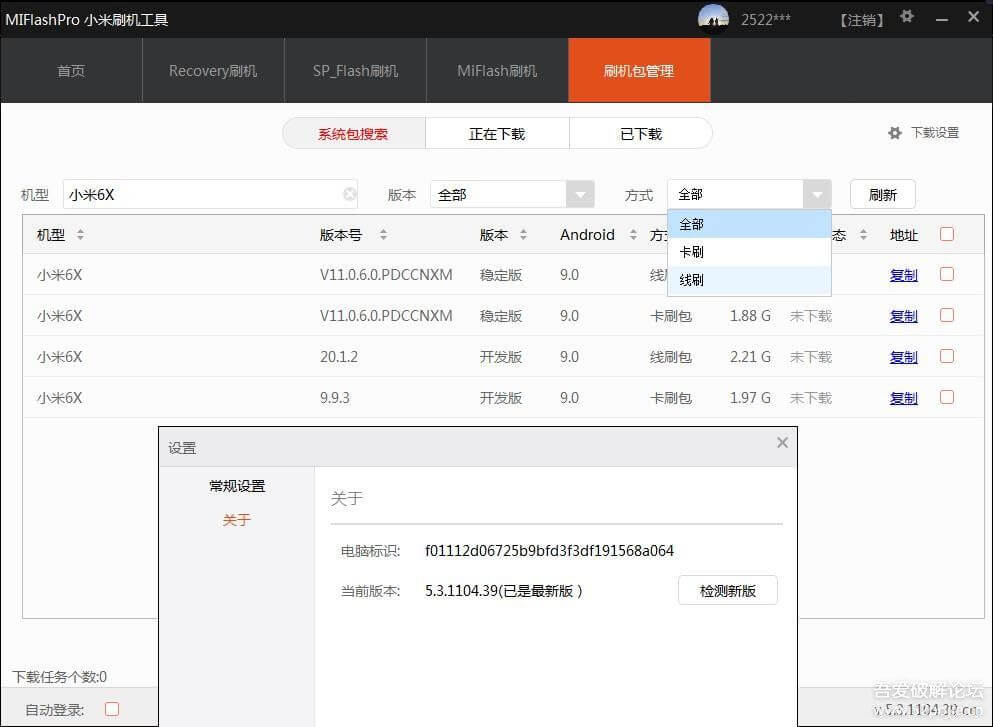 MIFlashPro 小米刷机工具 2522*** 【注销】
首页 Recovery刷机 SP_Flash刷机 MiFlash刷机 刷机包管理
系统包搜索 正在下载 已下载 下载设置
机型 小米6X 版本 全部 方式 全部 刷新
全部
卡刷
线刷
机型 版本号 版本 Android 地址
小米6X V11.0.6.0.PDCCNXM 稳定版 9.0 复制
小米6X V11.0.6.0.PDCCNXM 稳定版 9.0 卡刷包 1.88 G 未下载 复制
小米6X 20.1.2 开发版 9.0 线刷包 2.21 G 未下载 复制
小米6X 9.9.3 开发版 9.0 卡刷包 1.97 G 未下载 复制
设置
常规设置
关于
关于
电脑标识: f01112d06725b9bfd3f3df191568a064
当前版本: 5.3.1104.39(已是最新版) 检测新版
下载任务个数:0
自动登录:
吾爱破解论坛
v.5.3.1104.39